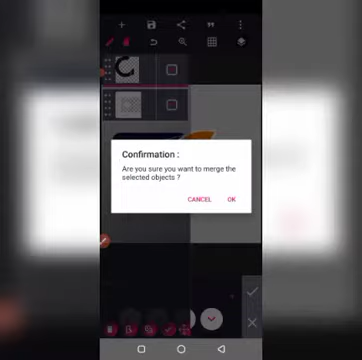 Confirmation :
Are you sure you want to merge the
selected objects ?
CANCEL OK